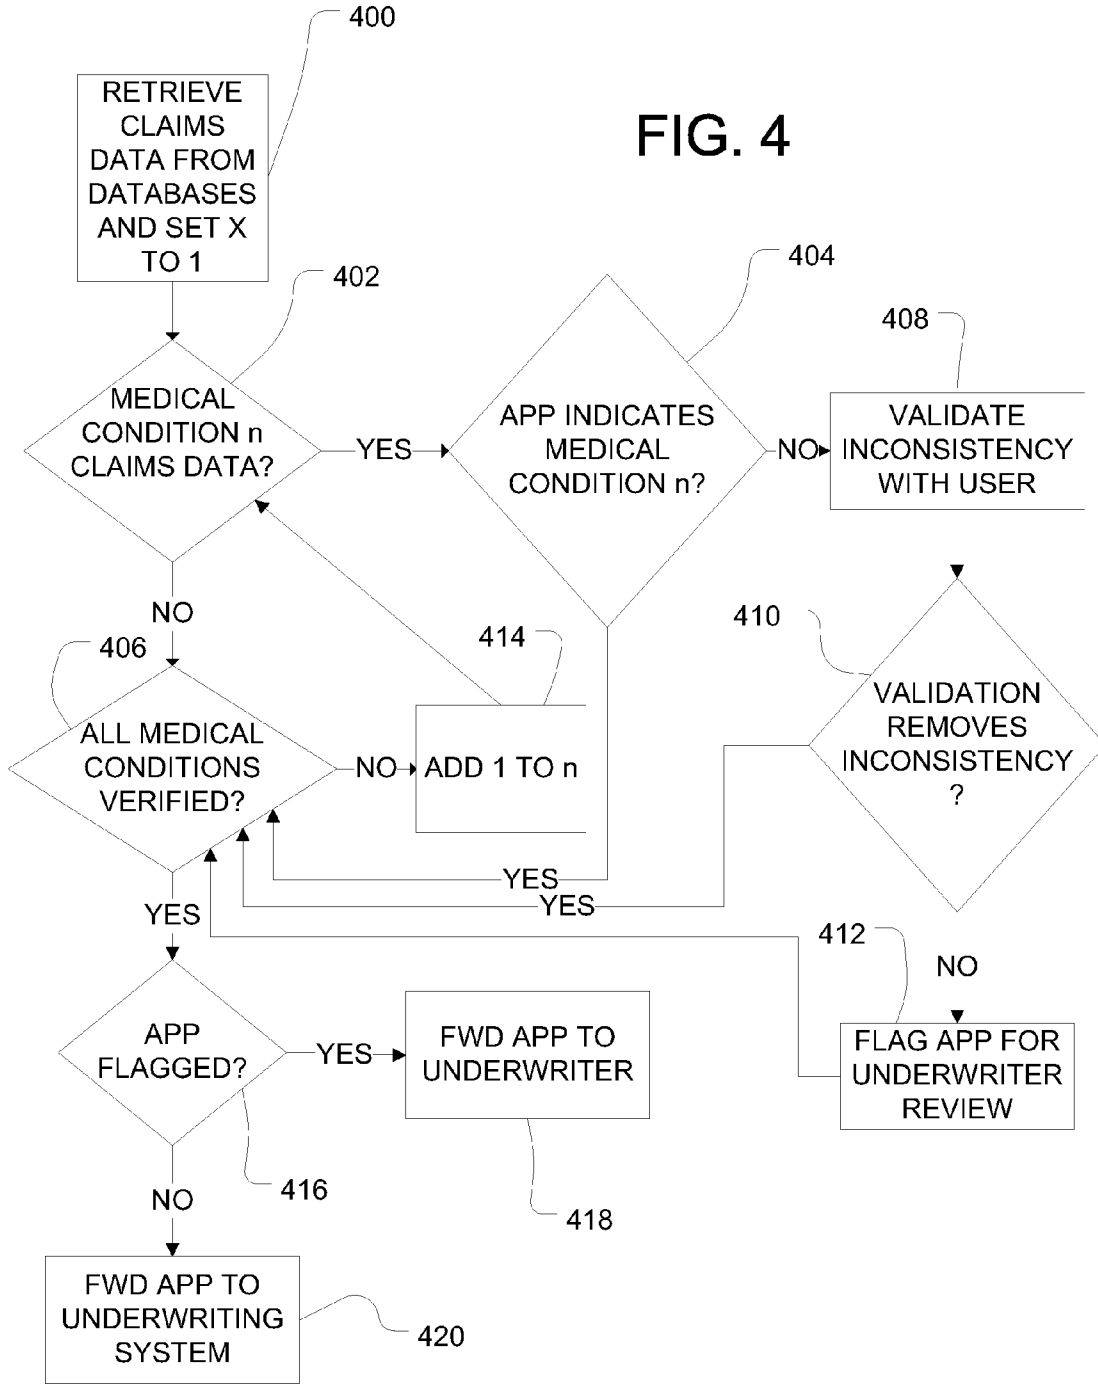 400
RETRIEVE
CLAIMS
DATA FROM
DATABASES
AND SET X
TO 1
FIG. 4
402
404
408
MEDICAL
CONDITION n
CLAIMS DATA?
YES
APP INDICATES
MEDICAL
CONDITION n?
NO
VALIDATE
INCONSISTENCY
WITH USER
NO
406
414
410
ALL MEDICAL
CONDITIONS
VERIFIED?
NO
ADD 1 TO n
VALIDATION
REMOVES
INCONSISTENCY
?
YES
YES
YES
412
NO
APP
FLAGGED?
YES
FWD APP TO
UNDERWRITER
FLAG APP FOR
UNDERWRITER
REVIEW
NO
416
418
FWD APP TO
UNDERWRITING
SYSTEM
420